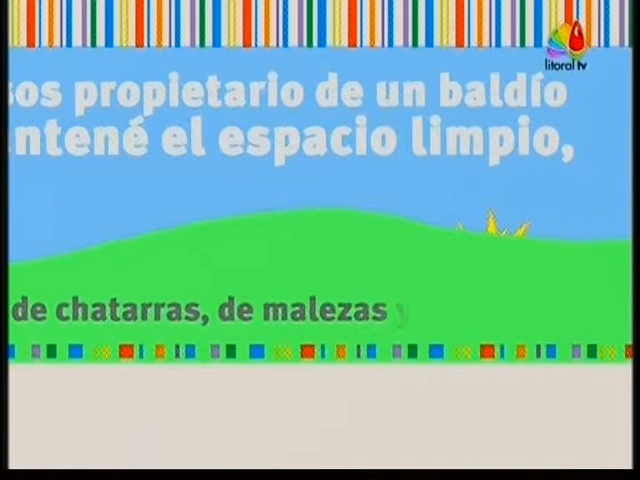 litoral tv
sos propietario de un baldío
ntené el espacio limpio,
de chatarras, de malezas y